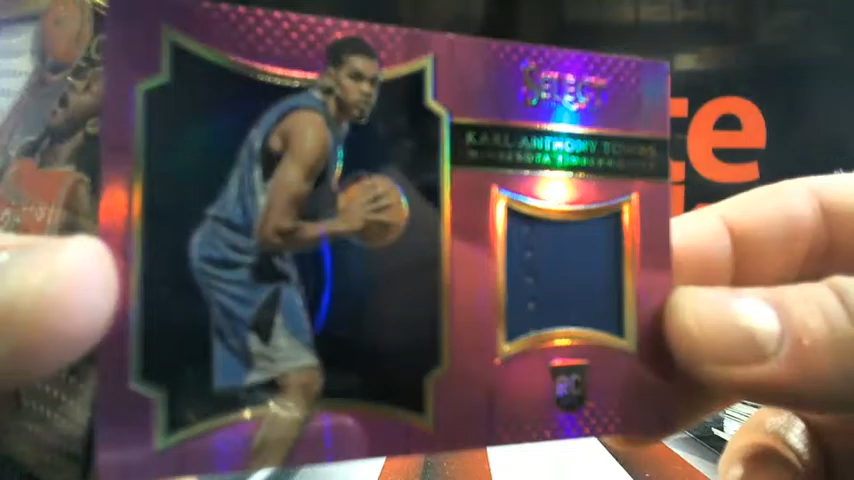 SELECT
KARL-ANTHONY TOWNS
MINNESOTA TIMBERWOLVES
RC
te